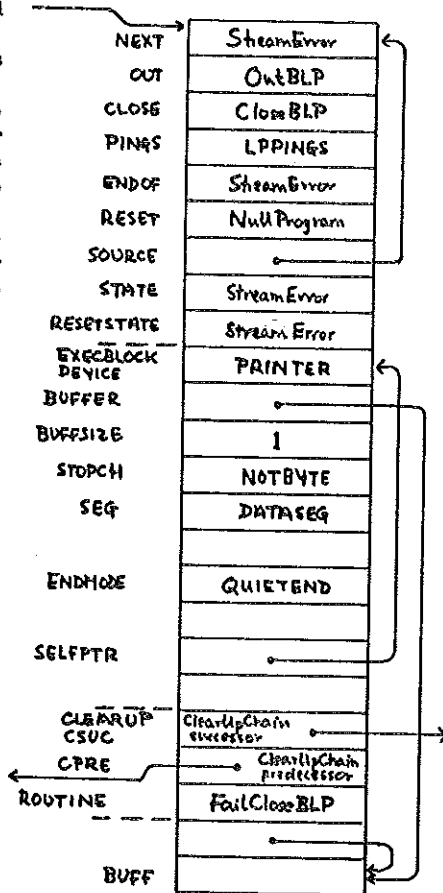 NEXT StreamError
OUT OutBLP
CLOSE CloseBLP
PINGS LPPINGS
ENDOF StreamError
RESET NullProgram
SOURCE
STATE StreamError
RESETSTATE Stream Error
EXECBLOCK
DEVICE PRINTER
BUFFER
BUFFSIZE 1
STOPCH NOTBYTE
SEG DATASEG
ENDMODE QUIETEND
SELFPTR
CLEARUP ClearUpChain
CSUC successor
CPRE ClearUpChain
predecessor
ROUTINE FailCloseBLP
BUFF